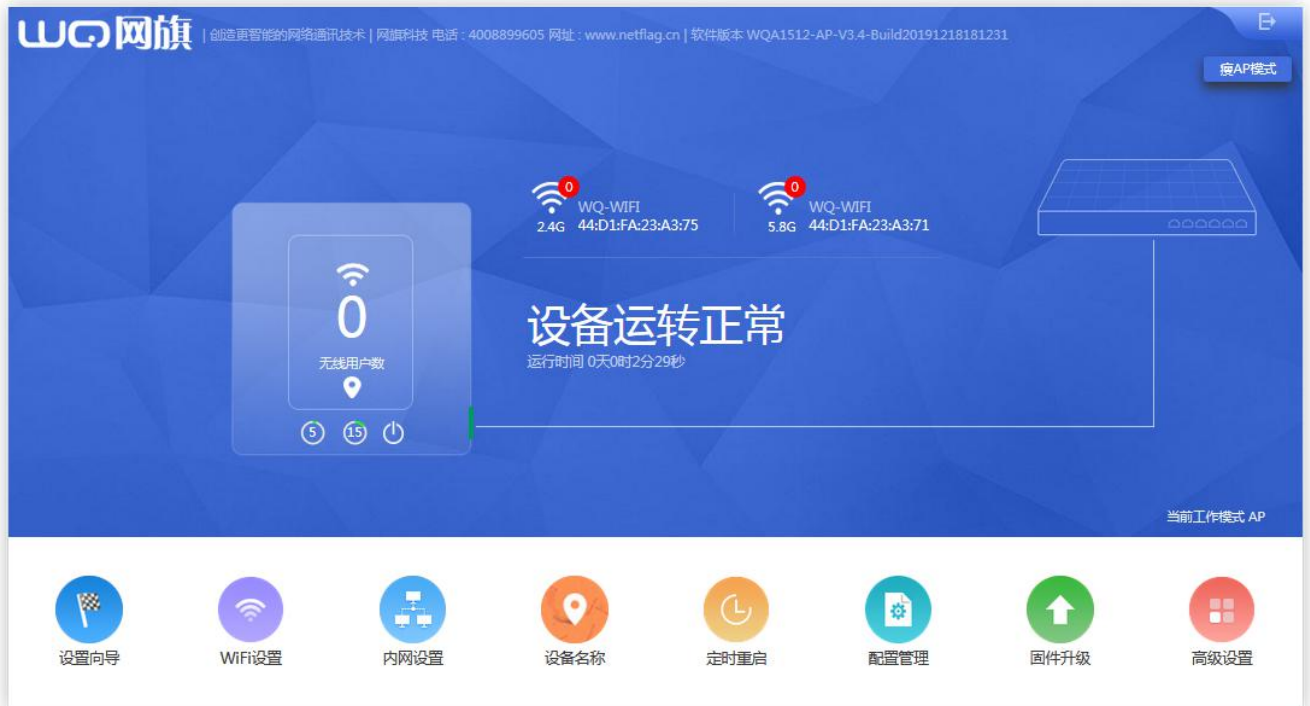 WQ网旗 | 创造更智能的网络通讯技术 | 网旗科技 电话 : 4008899605 网址 : www.netflag.cn | 软件版本 WQA1512-AP-V3.4-Build20191218181231
瘦AP模式
0 0
WQ-WIFI WQ-WIFI
2.4G 44:D1:FA:23:A3:75 5.8G 44:D1:FA:23:A3:71
0
无线用户数
5 15
设备运转正常
运行时间 0天0时2分29秒
当前工作模式 AP
设置向导 WiFi设置 内网设置 设备名称 定时重启 配置管理 固件升级 高级设置